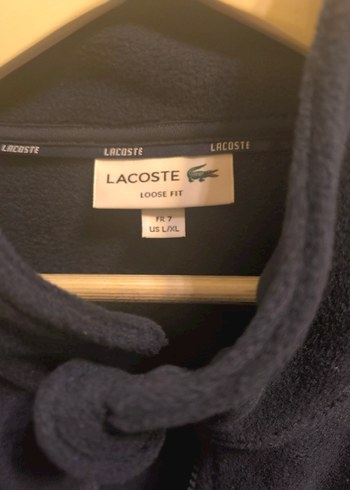 LACOSTE LACOSTE LACOSTE
LACOSTE
LOOSE FIT
FR 7
US L/XL